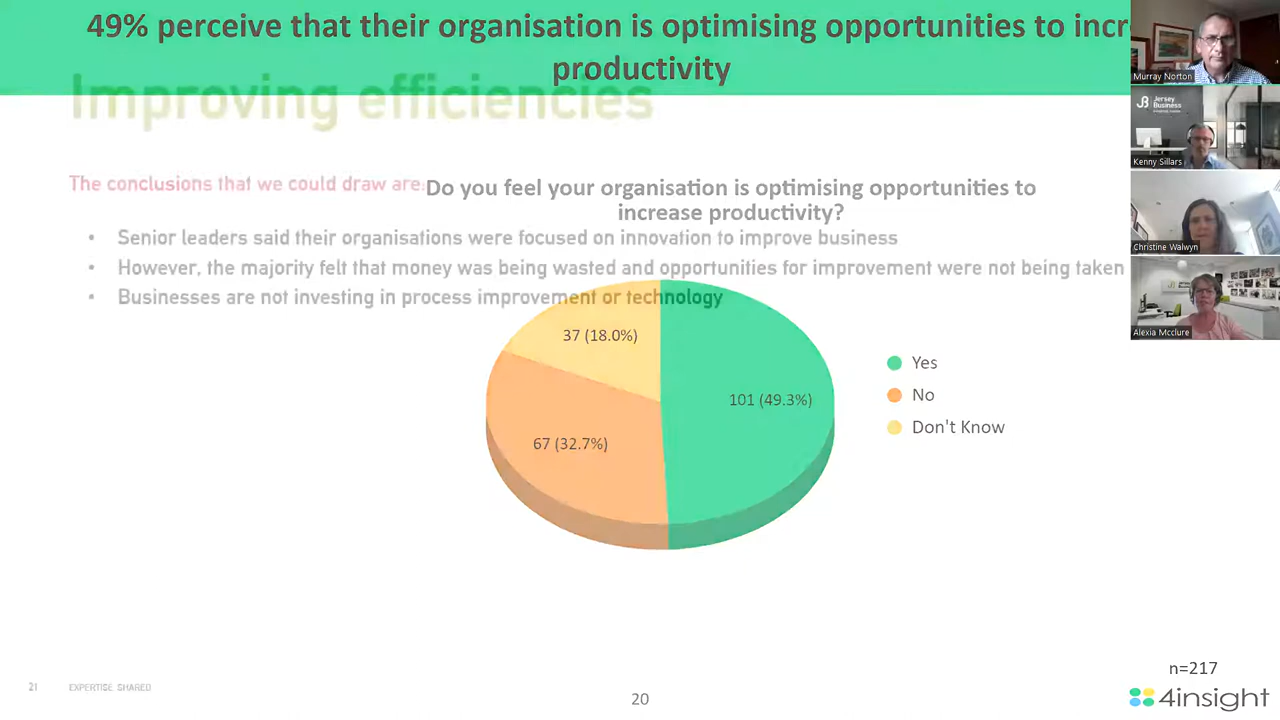 49% perceive that their organisation is optimising opportunities to incr
productivity
Improving efficiencies
The conclusions that we could draw are:
Do you feel your organisation is optimising opportunities to
increase productivity?
• Senior leaders said their organisations were focused on innovation to improve business
• However, the majority felt that money was being wasted and opportunities for improvement were not being taken
• Businesses are not investing in process improvement or technology
37 (18.0%)
101 (49.3%)
67 (32.7%)
Yes
No
Don't Know
n=217
21
EXPERTISE SHARED
20
4insight
Murray Norton
JB Jersey
Business
Kenny Sillars
Christine Walwyn
Alexia Mcclure